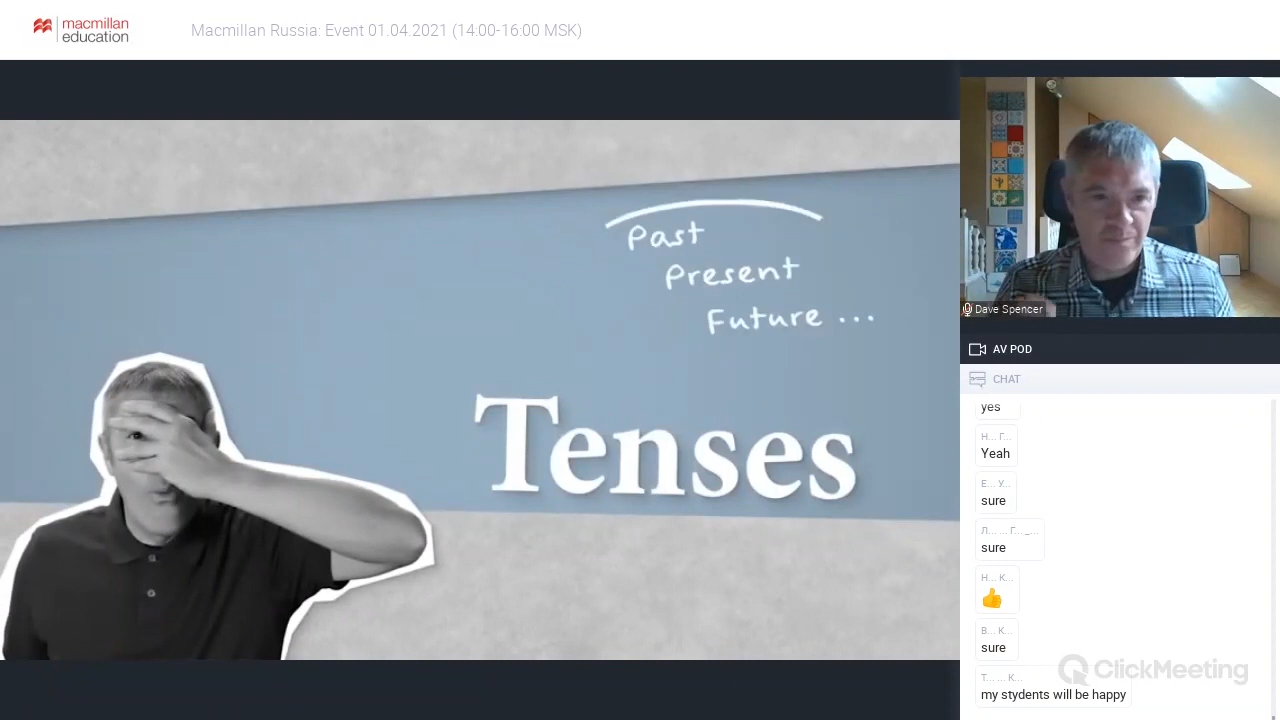 macmillan
education
Macmillan Russia: Event 01.04.2021 (14:00-16:00 MSK)
Past
Present
Future ...
Tenses
Dave Spencer
AV POD
CHAT
yes
Н... Г...
Yeah
Е... У...
sure
Л... ... Г... _...
sure
Н... К...
В... К...
sure
Т... ... К...
my stydents will be happy
ClickMeeting